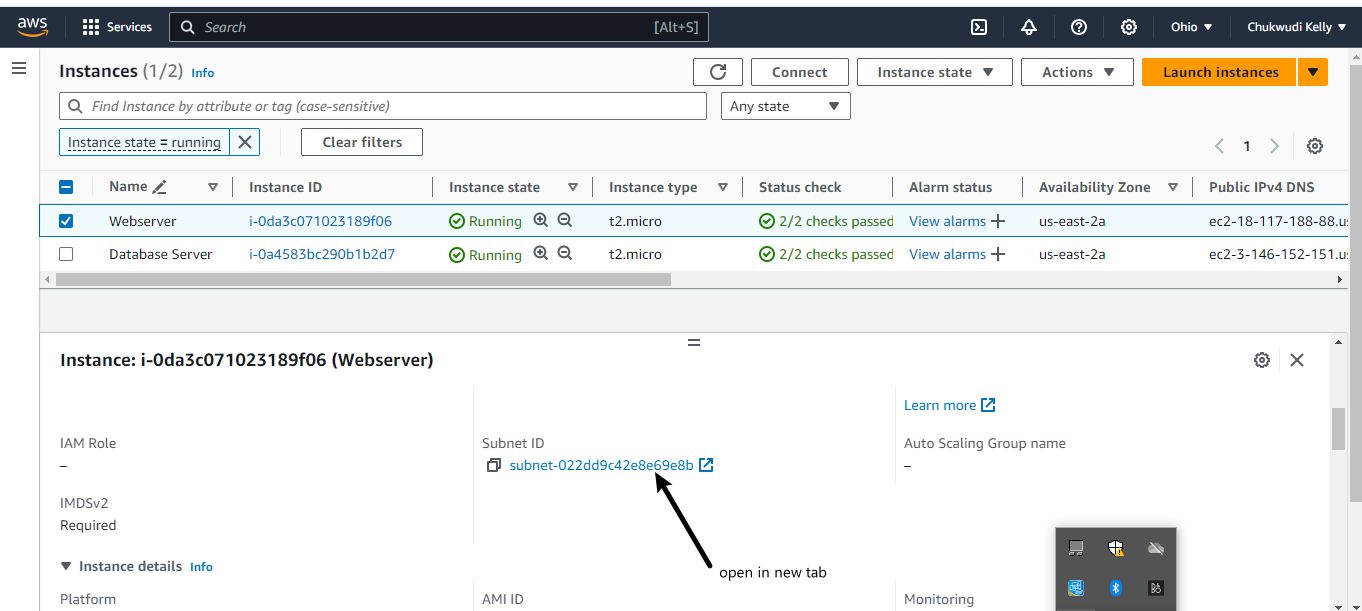 aws Services Search [Alt+S] Ohio Chukwudi Kelly
Instances (1/2) Info Connect Instance state Actions Launch instances
Find Instance by attribute or tag (case-sensitive) Any state
Instance state = running Clear filters 1
Name Instance ID Instance state Instance type Status check Alarm status Availability Zone Public IPv4 DNS
Webserver i-0da3c071023189f06 Running t2.micro 2/2 checks passed View alarms us-east-2a ec2-18-117-188-88.us
Database Server i-0a4583bc290b1b2d7 Running t2.micro 2/2 checks passed View alarms us-east-2a ec2-3-146-152-151.us
Instance: i-0da3c071023189f06 (Webserver)
Learn more
IAM Role Subnet ID Auto Scaling Group name
– subnet-022dd9c42e8e69e8b –
IMDSv2
Required
Instance details Info
open in new tab
Platform AMI ID Monitoring